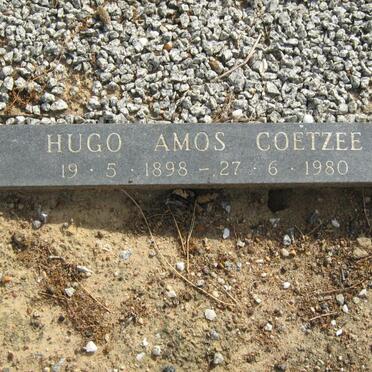 HUGO AMOS COETZEE
19 · 5 · 1898 - 27 · 6 · 1980